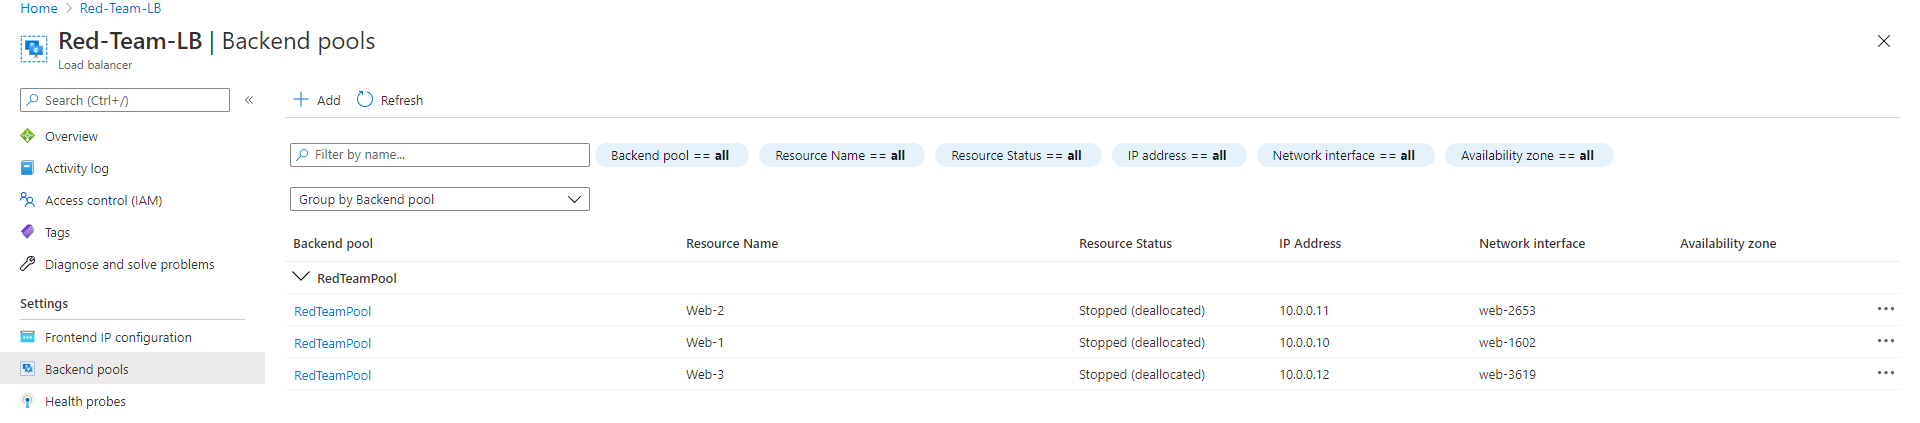 Home > Red-Team-LB
Red-Team-LB | Backend pools
Load balancer
Search (Ctrl+/)
«
Add Refresh
Overview
Activity log
Access control (IAM)
Tags
Diagnose and solve problems
Settings
Frontend IP configuration
Backend pools
Health probes
Filter by name... Backend pool == all Resource Name == all Resource Status == all IP address == all Network interface == all Availability zone == all
Group by Backend pool
Backend pool Resource Name Resource Status IP Address Network interface Availability zone
RedTeamPool
RedTeamPool Web-2 Stopped (deallocated) 10.0.0.11 web-2653 ...
RedTeamPool Web-1 Stopped (deallocated) 10.0.0.10 web-1602 ...
RedTeamPool Web-3 Stopped (deallocated) 10.0.0.12 web-3619 ...